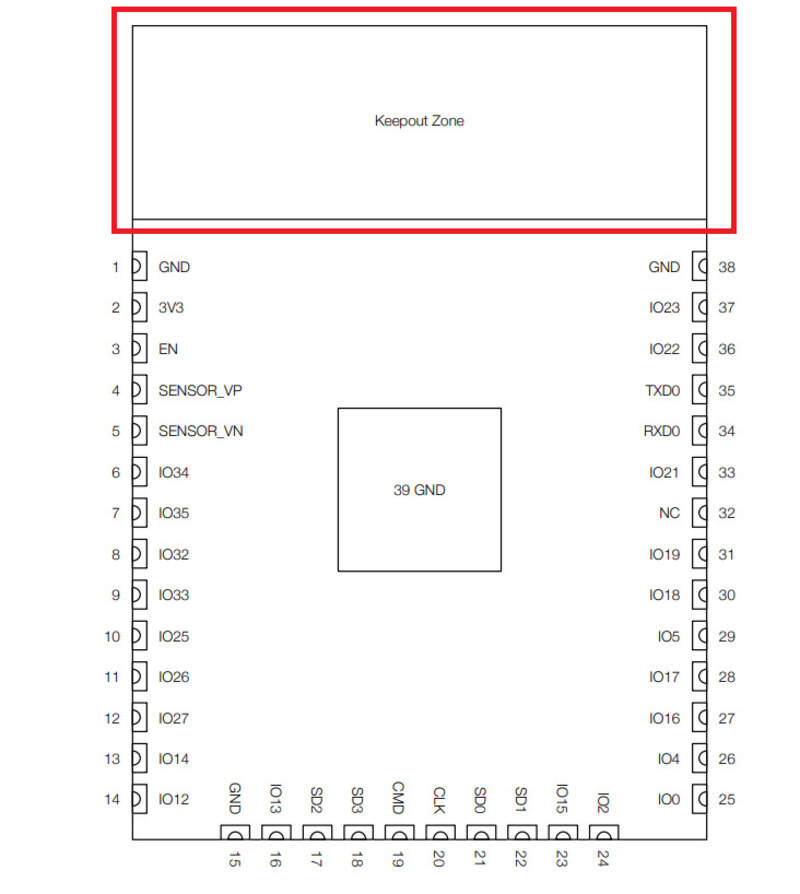 Keepout Zone
1 GND GND 38
2 3V3 IO23 37
3 EN IO22 36
4 SENSOR_VP TXD0 35
5 SENSOR_VN RXD0 34
6 IO34 IO21 33
39 GND
7 IO35 NC 32
8 IO32 IO19 31
9 IO33 IO18 30
10 IO25 IO5 29
11 IO26 IO17 28
12 IO27 IO16 27
13 IO14 IO4 26
14 IO12 IO0 25
GND IO13 SD2 SD3 CMD CLK SD0 SD1 IO15 IO2
15 16 17 18 19 20 21 22 23 24